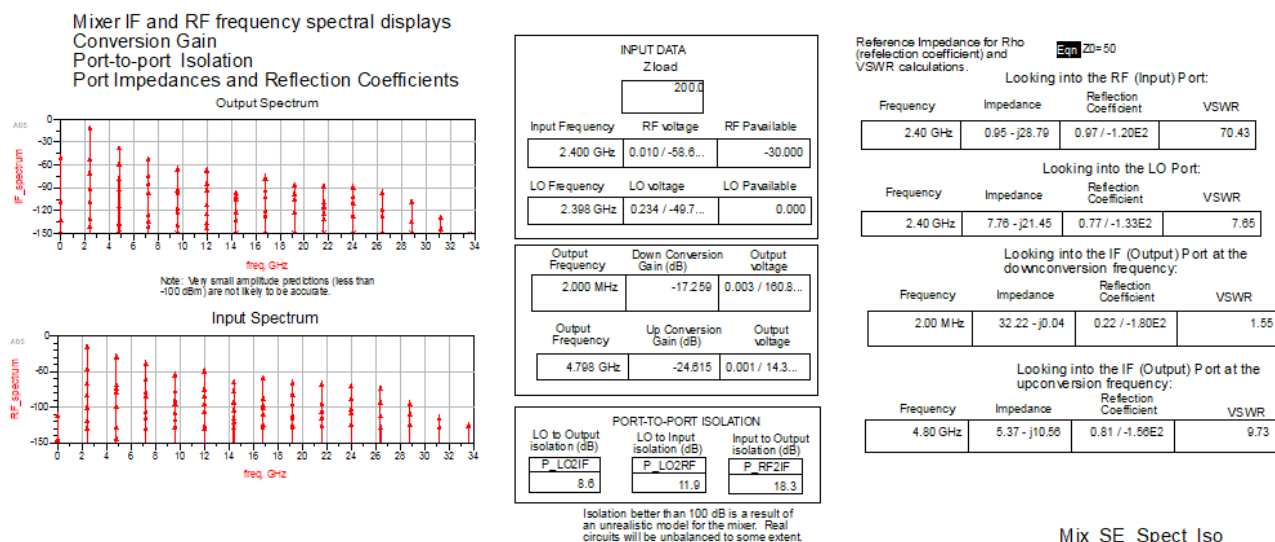 Mixer IF and RF frequency spectral displays
Conversion Gain
Port-to-port Isolation
Port Impedances and Reflection Coefficients
Output Spectrum
ADS
IF_spectrum
0
-30
-60
-90
-120
-150
0 2 4 6 8 10 12 14 16 18 20 22 24 26 28 30 32 34
freq, GHz
Note: Very small amplitude predictions (less than
-100 dBm) are not likely to be accurate.
Input Spectrum
ADS
RF_spectrum
0
-50
-100
-150
0 2 4 6 8 10 12 14 16 18 20 22 24 26 28 30 32 34
freq, GHz
INPUT DATA
Zload
200.0
Input Frequency RF voltage RF Pavailable
2.400 GHz 0.010 / -58.6... -30.000
LO Frequency LO voltage LO Pavailable
2.398 GHz 0.234 / -49.7... 0.000
Output Frequency Down Conversion Gain (dB) Output voltage
2.000 MHz -17.259 0.003 / 160.8...
Output Frequency Up Conversion Gain (dB) Output voltage
4.798 GHz -24.615 0.001 / 14.3...
PORT-TO-PORT ISOLATION
LO to Output isolation (dB) LO to Input isolation (dB) Input to Output isolation (dB)
P_LO2IF P_LO2RF P_RF2IF
8.6 11.9 18.3
Isolation better than 100 dB is a result of
an unrealistic model for the mixer. Real
circuits will be unbalanced to some extent.
Reference Impedance for Rho
(refelection coefficient) and
VSWR calculations.
Eqn Z0=50
Looking into the RF (Input) Port:
Frequency Impedance Reflection Coefficient VSWR
2.40 GHz 0.95 - j28.79 0.97 / -1.20E2 70.43
Looking into the LO Port:
Frequency Impedance Reflection Coefficient VSWR
2.40 GHz 7.76 - j21.45 0.77 / -1.33E2 7.65
Looking into the IF (Output) Port at the
downconversion frequency:
Frequency Impedance Reflection Coefficient VSWR
2.00 MHz 32.22 - j0.04 0.22 / -1.80E2 1.55
Looking into the IF (Output) Port at the
upconversion frequency:
Frequency Impedance Reflection Coefficient VSWR
4.80 GHz 5.37 - j10.56 0.81 / -1.56E2 9.73
Mix_SE_Spect_Iso